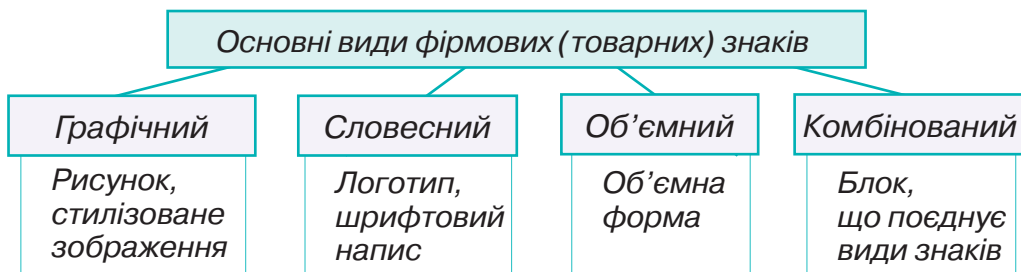 Основні види фірмових (товарних) знаків
Графічний
Рисунок,
стилізоване
зображення
Словесний
Логотип,
шрифтовий
напис
Об’ємний
Об’ємна
форма
Комбінований
Блок,
що поєднує
види знаків